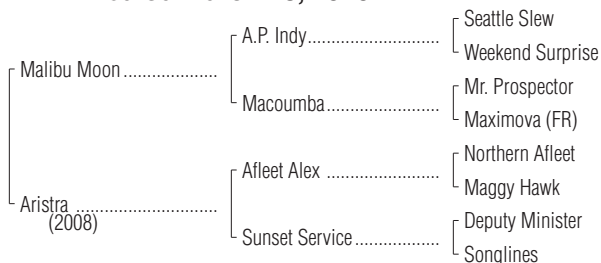 Seattle Slew
A.P. Indy
Weekend Surprise
Malibu Moon
Mr. Prospector
Macoumba
Maximova (FR)
Northern Afleet
Afleet Alex
Maggy Hawk
Aristra
(2008)
Deputy Minister
Sunset Service
Songlines